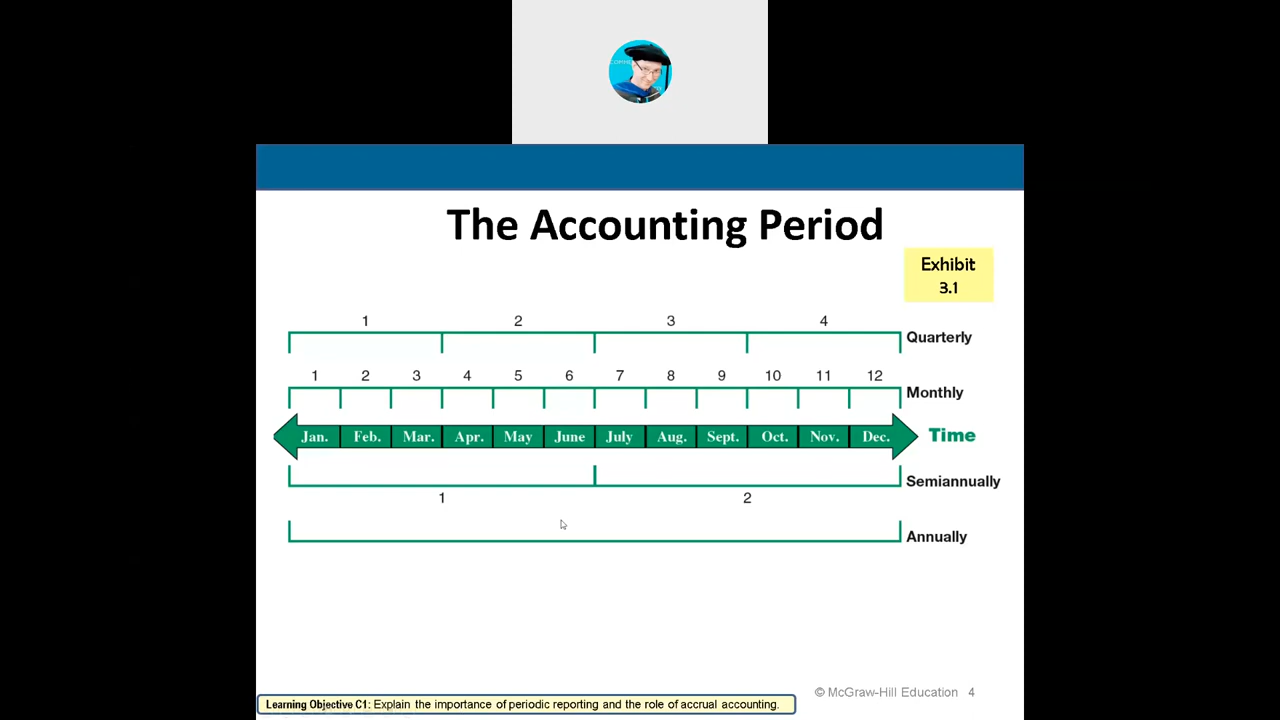 The Accounting Period
Exhibit
3.1
1 2 3 4
Quarterly
1 2 3 4 5 6 7 8 9 10 11 12
Monthly
Jan. Feb. Mar. Apr. May June July Aug. Sept. Oct. Nov. Dec. Time
Semiannually
1 2
Annually
© McGraw-Hill Education 4
Learning Objective C1: Explain the importance of periodic reporting and the role of accrual accounting.